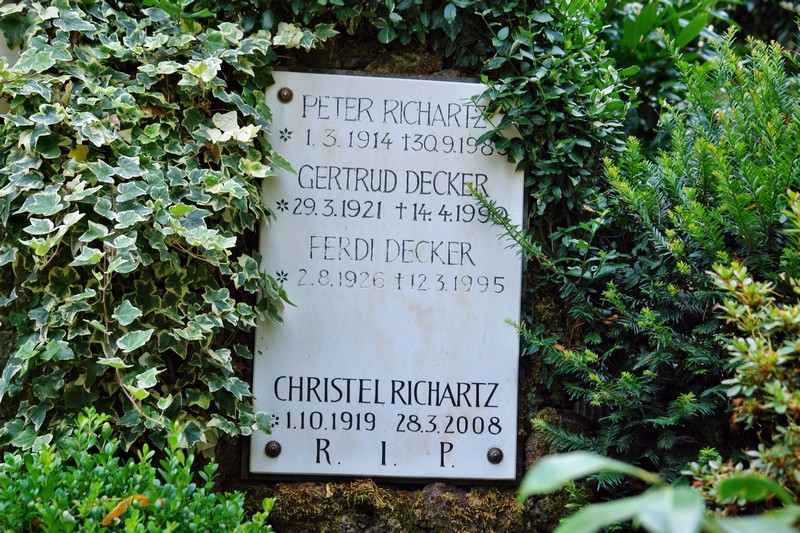 PETER RICHARTZ
* 1. 3. 1914 †30.9.198
GERTRUD DECKER
* 29.3.1921 † 14. 4.1990
FERDI DECKER
* 2.8.1926 †12.3.1995
CHRISTEL RICHARTZ
* 1.10.1919 28.3.2008
R. I. P.